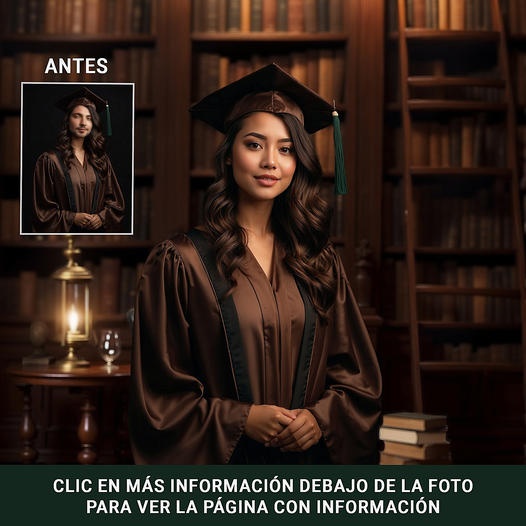 ANTES
CLIC EN MÁS INFORMACIÓN DEBAJO DE LA FOTO
PARA VER LA PÁGINA CON INFORMACIÓN